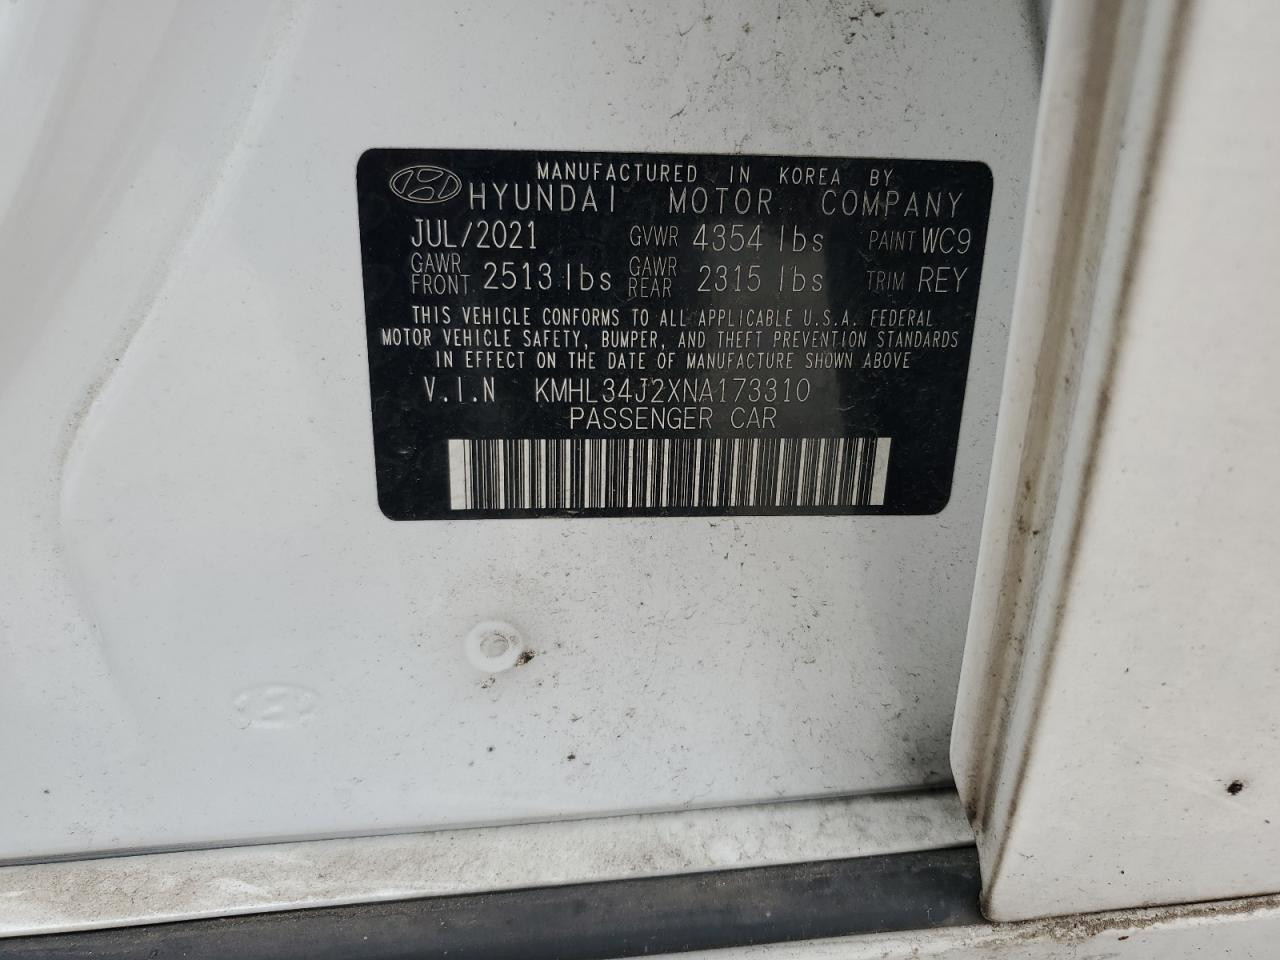 MANUFACTURED IN KOREA BY
HYUNDAI MOTOR COMPANY
JUL/2021 GVWR 4354 lbs PAINT WC9
GAWR FRONT 2513 lbs GAWR REAR 2315 lbs TRIM REY
THIS VEHICLE CONFORMS TO ALL APPLICABLE U.S.A. FEDERAL
MOTOR VEHICLE SAFETY, BUMPER, AND THEFT PREVENTION STANDARDS
IN EFFECT ON THE DATE OF MANUFACTURE SHOWN ABOVE
V.I.N KMHL34J2XNA173310
PASSENGER CAR